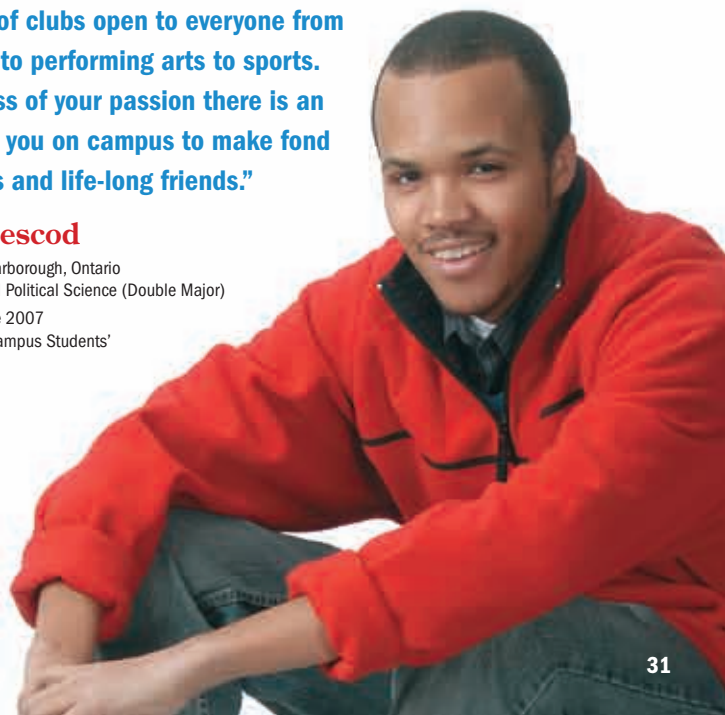 of clubs open to everyone from
to performing arts to sports.
ss of your passion there is an
you on campus to make fond
s and life-long friends.”
escod
rborough, Ontario
Political Science (Double Major)
e 2007
ampus Students’
31